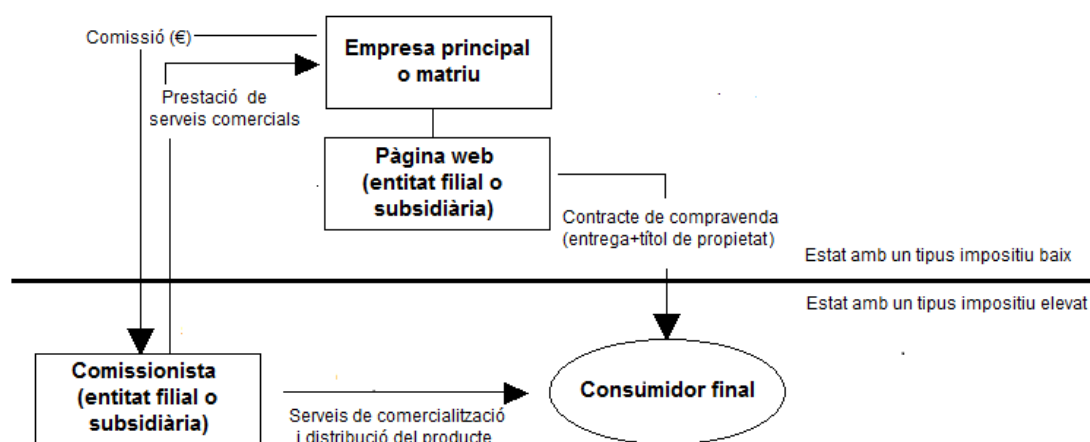 Comissió (€)
Empresa principal
o matriu
Prestació de
serveis comercials
Pàgina web
(entitat filial o
subsidiària)
Contracte de compravenda
(entrega+títol de propietat)
Estat amb un tipus impositiu baix
Estat amb un tipus impositiu elevat
Comissionista
(entitat filial o
subsidiària)
Serveis de comercialització
i distribució del producte
Consumidor final